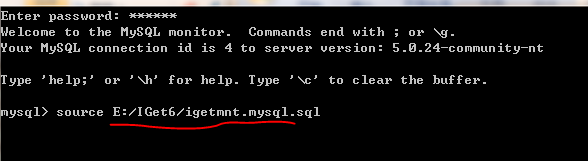 Enter password: ******
Welcome to the MySQL monitor.  Commands end with ; or \g.
Your MySQL connection id is 4 to server version: 5.0.24-community-nt
Type 'help;' or '\h' for help. Type '\c' to clear the buffer.
mysql> source E:/IGet6/igetmnt.mysql.sql